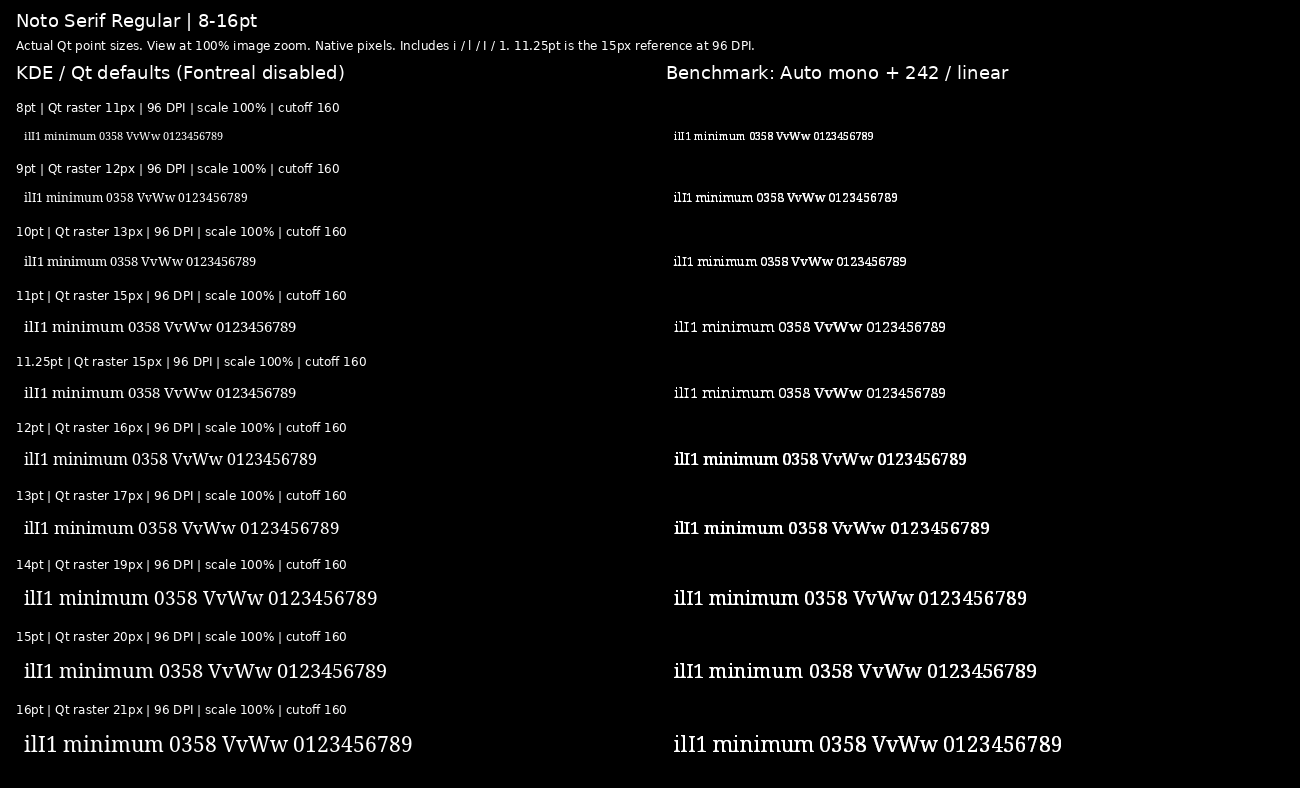 Noto Serif Regular | 8-16pt
Actual Qt point sizes. View at 100% image zoom. Native pixels. Includes i / l / I / 1. 11.25pt is the 15px reference at 96 DPI.
KDE / Qt defaults (Fontreal disabled)
Benchmark: Auto mono + 242 / linear
8pt | Qt raster 11px | 96 DPI | scale 100% | cutoff 160
ilI1 minimum 0358 VvWw 0123456789
ilI1 minimum 0358 VvWw 0123456789
9pt | Qt raster 12px | 96 DPI | scale 100% | cutoff 160
ilI1 minimum 0358 VvWw 0123456789
ilI1 minimum 0358 VvWw 0123456789
10pt | Qt raster 13px | 96 DPI | scale 100% | cutoff 160
ilI1 minimum 0358 VvWw 0123456789
ilI1 minimum 0358 VvWw 0123456789
11pt | Qt raster 15px | 96 DPI | scale 100% | cutoff 160
ilI1 minimum 0358 VvWw 0123456789
ilI1 minimum 0358 VvWw 0123456789
11.25pt | Qt raster 15px | 96 DPI | scale 100% | cutoff 160
ilI1 minimum 0358 VvWw 0123456789
ilI1 minimum 0358 VvWw 0123456789
12pt | Qt raster 16px | 96 DPI | scale 100% | cutoff 160
ilI1 minimum 0358 VvWw 0123456789
ilI1 minimum 0358 VvWw 0123456789
13pt | Qt raster 17px | 96 DPI | scale 100% | cutoff 160
ilI1 minimum 0358 VvWw 0123456789
ilI1 minimum 0358 VvWw 0123456789
14pt | Qt raster 19px | 96 DPI | scale 100% | cutoff 160
ilI1 minimum 0358 VvWw 0123456789
ilI1 minimum 0358 VvWw 0123456789
15pt | Qt raster 20px | 96 DPI | scale 100% | cutoff 160
ilI1 minimum 0358 VvWw 0123456789
ilI1 minimum 0358 VvWw 0123456789
16pt | Qt raster 21px | 96 DPI | scale 100% | cutoff 160
ilI1 minimum 0358 VvWw 0123456789
ilI1 minimum 0358 VvWw 0123456789